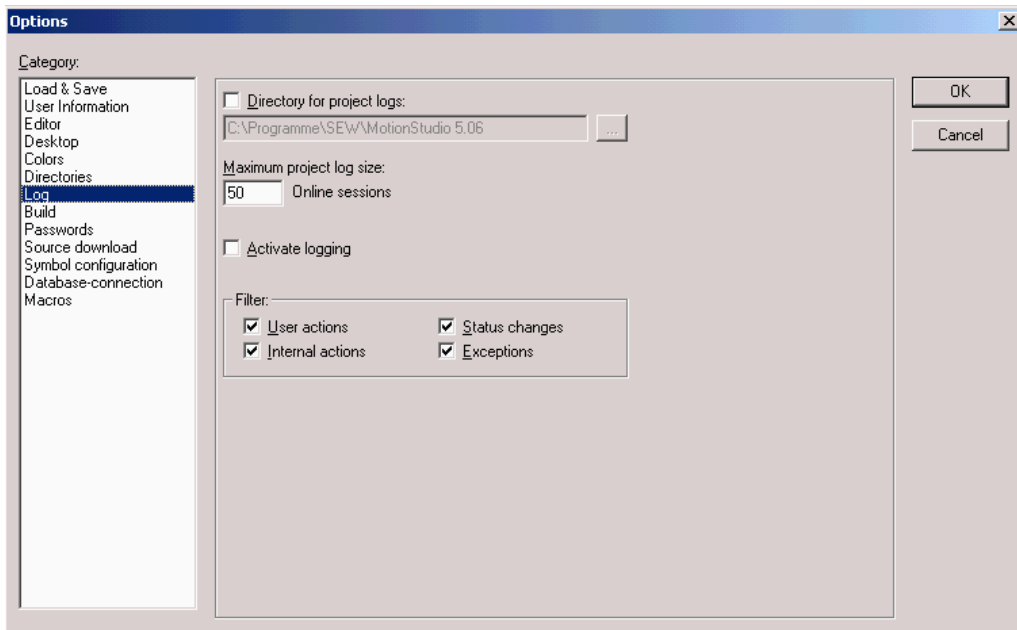 Options
Category:
Load & Save
User Information
Editor
Desktop
Colors
Directories
Log
Build
Passwords
Source download
Symbol configuration
Database-connection
Macros
Directory for project logs:
C:\Programme\SEW\MotionStudio 5.06
...
Maximum project log size:
50 Online sessions
Activate logging
Filter:
User actions Status changes
Internal actions Exceptions
OK
Cancel